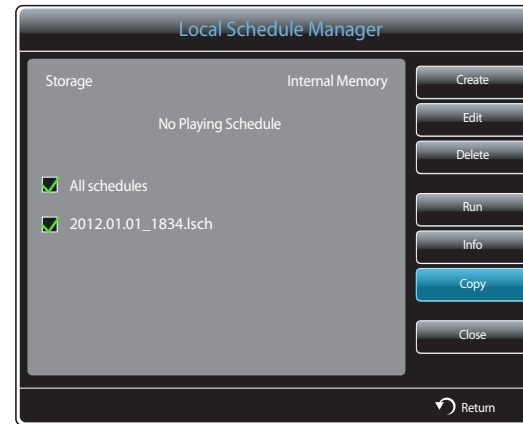 Local Schedule Manager
Storage Internal Memory
No Playing Schedule
All schedules
2012.01.01_1834.lsch
Create
Edit
Delete
Run
Info
Copy
Close
Return